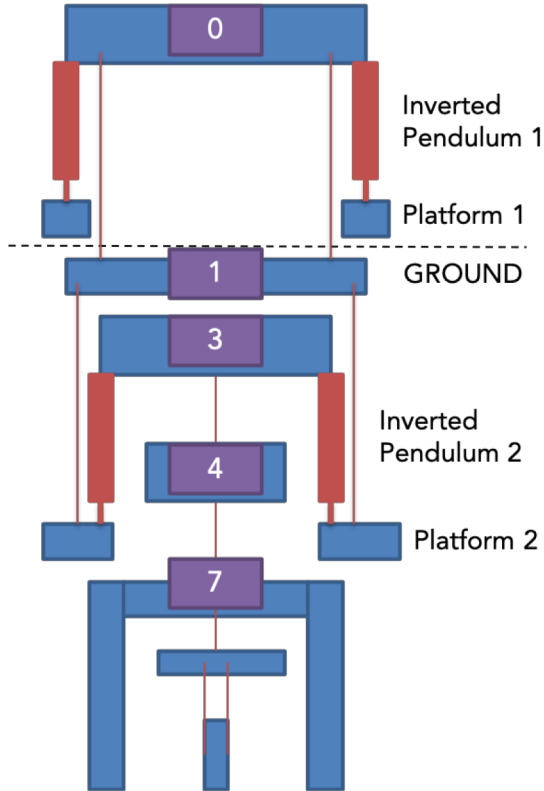 0
Inverted
Pendulum 1
Platform 1
GROUND
1
3
Inverted
Pendulum 2
4
Platform 2
7